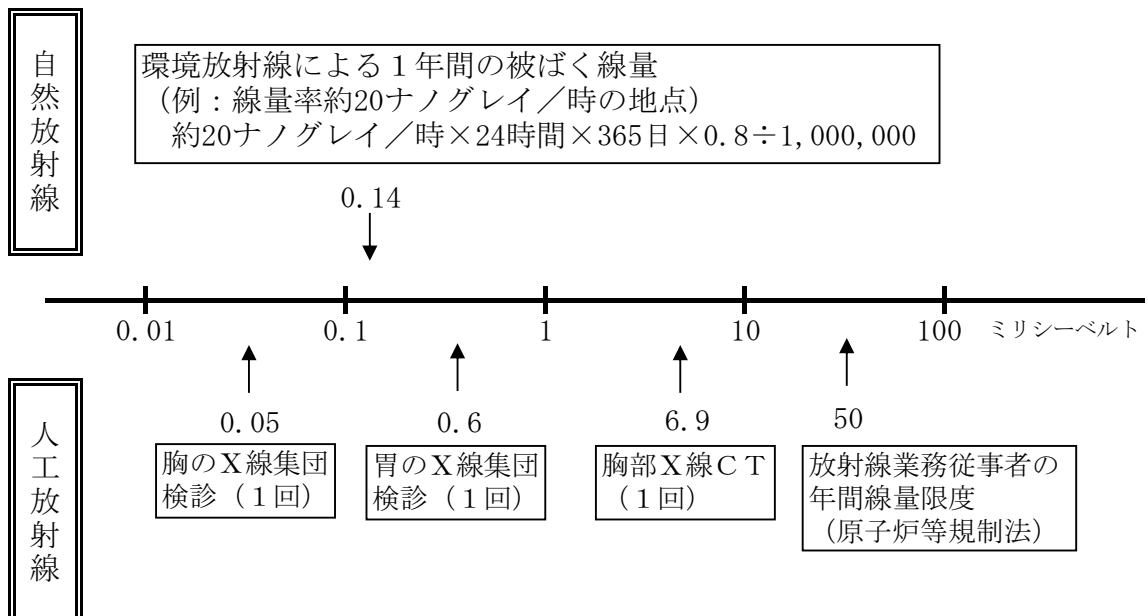 自然放射線
環境放射線による１年間の被ばく線量
（例：線量率約20ナノグレイ／時の地点）
約20ナノグレイ／時×24時間×365日×0.8÷1,000,000
0.14
0.01 0.1 1 10 100 ミリシーベルト
人工放射線
0.05
胸のＸ線集団
検診（１回）
0.6
胃のＸ線集団
検診（１回）
6.9
胸部Ｘ線ＣＴ
（１回）
50
放射線業務従事者の
年間線量限度
（原子炉等規制法）